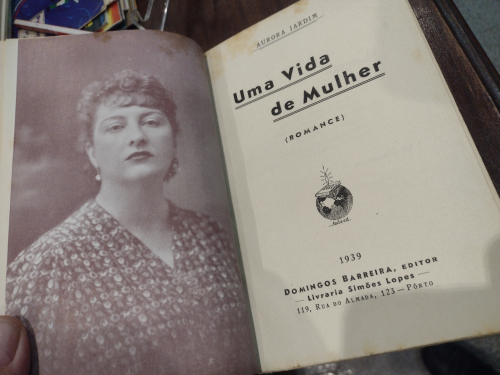 AURORA JARDIM
Uma Vida
de Mulher
(ROMANCE)
1939
DOMINGOS BARREIRA, EDITOR
— Livraria Simões Lopes —
119, RUA DO ALMADA, 123 — PÔRTO